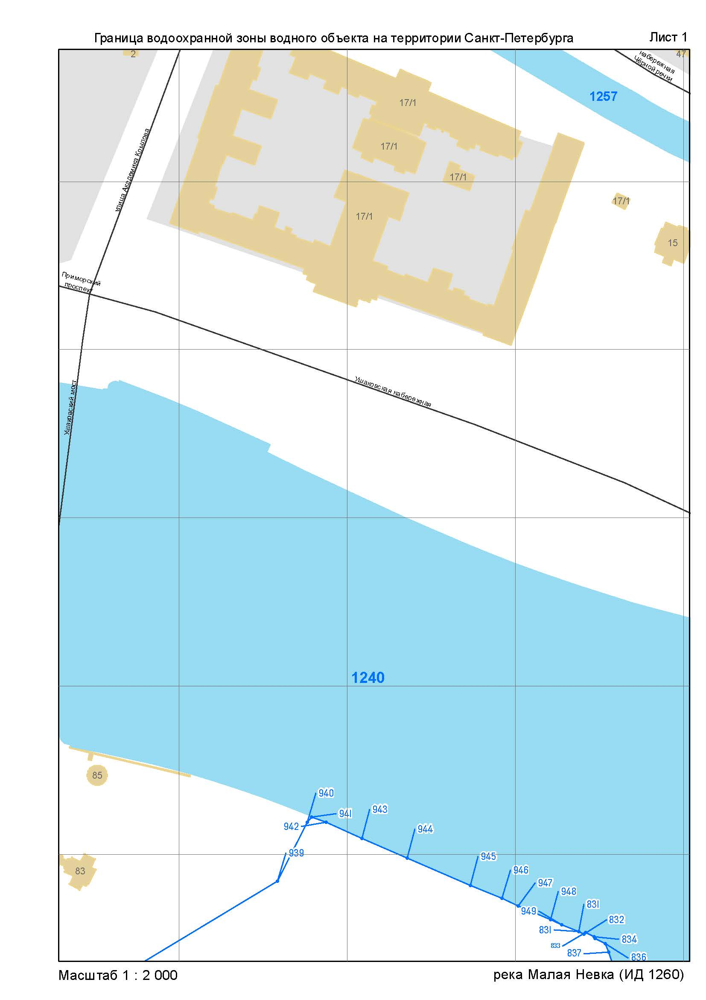 Граница водоохранной зоны водного объекта на территории Санкт-Петербурга
Лист 1
2
47
набережная
Чёрной речки
1257
17/1
17/1
17/1
17/1
17/1
15
улица Академика Крылова
Приморский
проспект
Ушаковский мост
Ушаковская набережная
1240
85
83
940
941
942
943
944
939
945
946
947
948
949
831
831
832
833
834
837
836
Масштаб 1 : 2 000
река Малая Невка (ИД 1260)